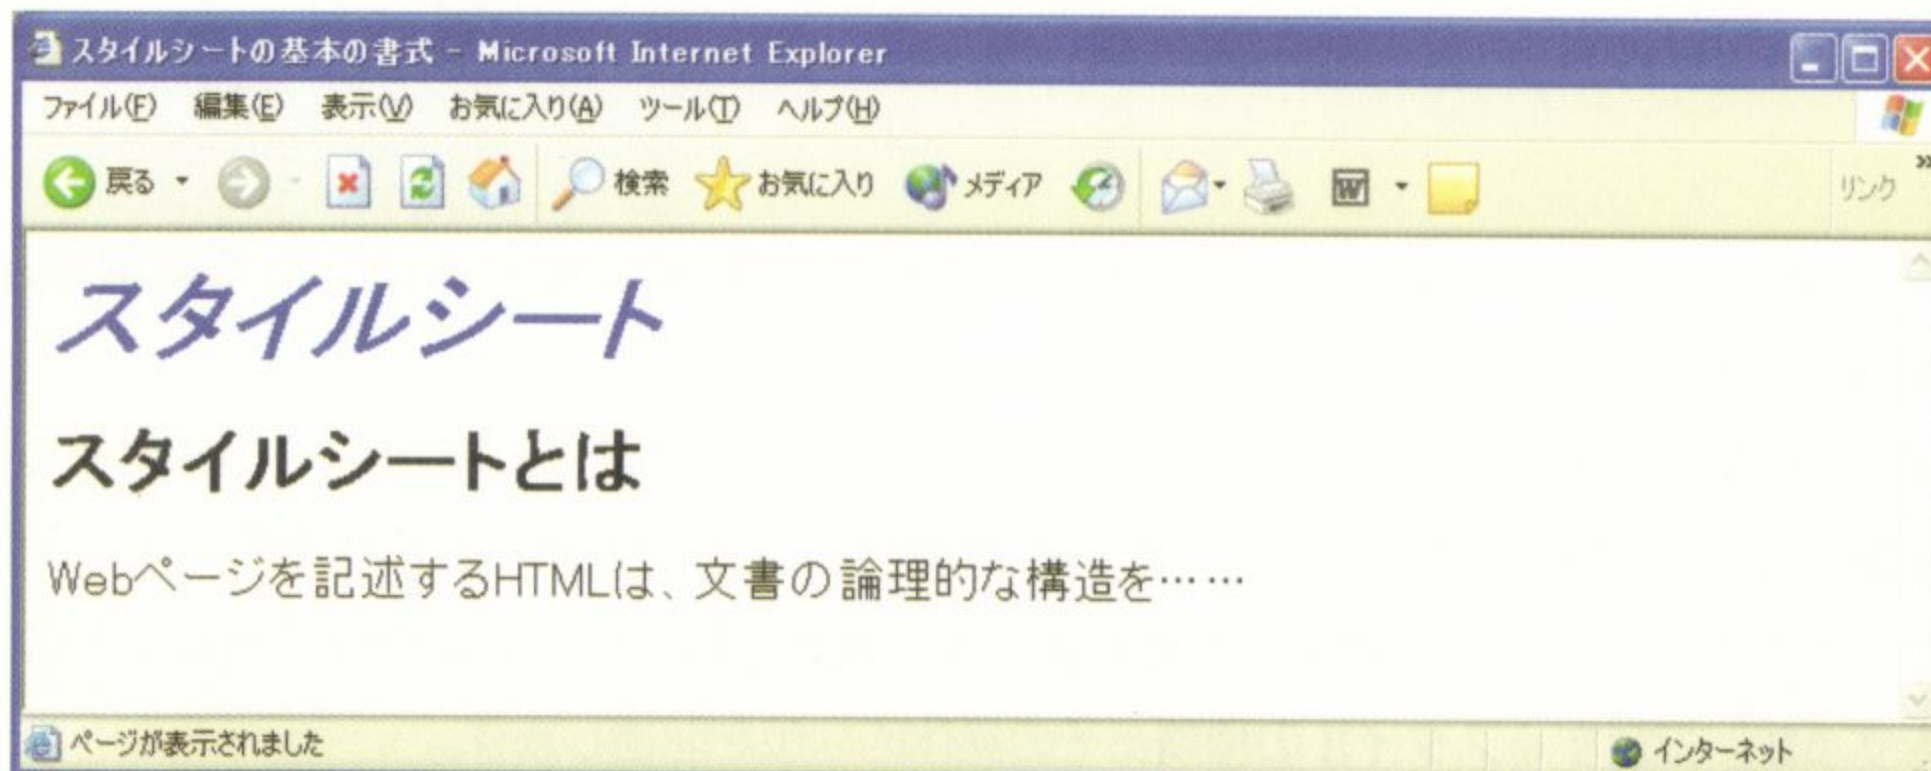 スタイルシートの基本の書式 - Microsoft Internet Explorer
ファイル(F) 編集(E) 表示(V) お気に入り(A) ツール(T) ヘルプ(H)
戻る 検索 お気に入り メディア W リンク »
スタイルシート
スタイルシートとは
Webページを記述するHTMLは、文書の論理的な構造を……
ページが表示されました インターネット